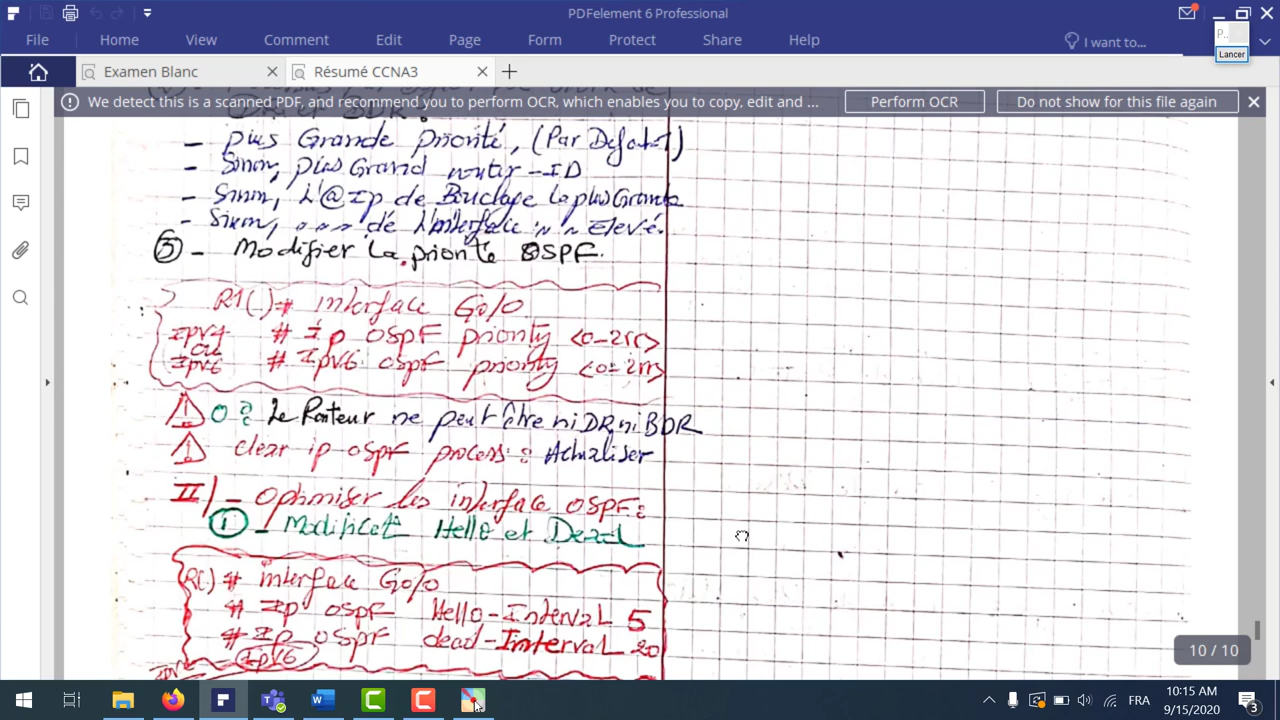 PDFelement 6 Professional
File Home View Comment Edit Page Form Protect Share Help I want to...
P..
Lancer
Examen Blanc Résumé CCNA3
We detect this is a scanned PDF, and recommend you to perform OCR, which enables you to copy, edit and ... Perform OCR Do not show for this file again
- plus Grande Priorité, (Par Defaut 1)
- Sinon, plus Grand routeur-ID
- Sinon, L'@Ip de Bouclage la plus Grande
- Sinon, " " " de L'interface " " Elevé.
③ - Modifier la priorité OSPF.
R1( )# interface G0/0
IPV4 # Ip OSPF priority <0-255>
ou
IPV6 # IPV6 OSPF priority <0-255>
0 : Le Routeur ne peut être ni DR ni BDR
clear ip OSPF process : Actualiser
II/ - Optimiser les interface OSPF :
① - Modificat° Hello et Dead
R( ) # interface G0/0
# Ip OSPF Hello-Interval 5
# Ip OSPF dead-Interval 20
IPV6
10 / 10
FRA
10:15 AM
9/15/2020
3